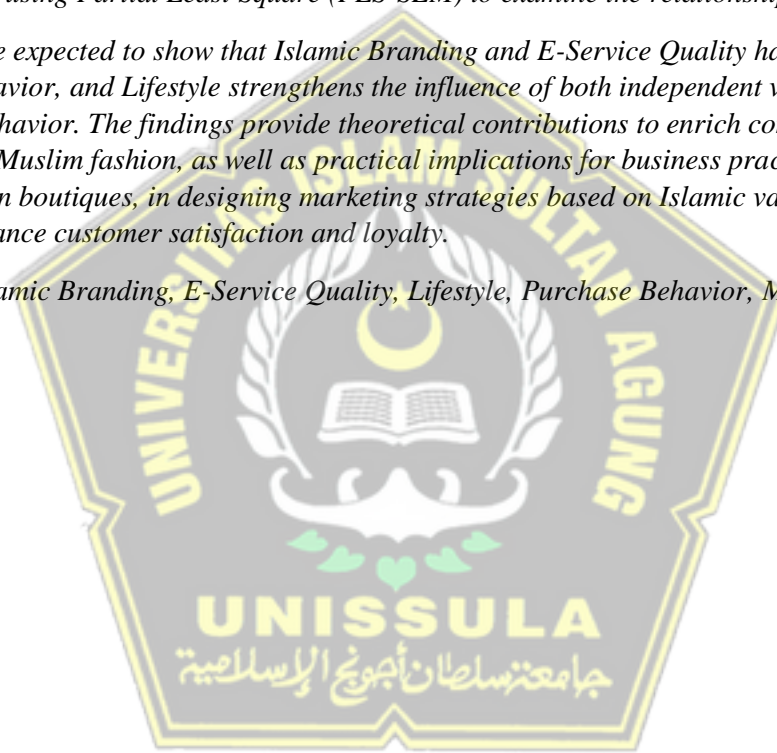 using Partial Least Square (PLS-SEM) to examine the relationship
e expected to show that Islamic Branding and E-Service Quality ha
avior, and Lifestyle strengthens the influence of both independent v
havior. The findings provide theoretical contributions to enrich co
Muslim fashion, as well as practical implications for business prac
n boutiques, in designing marketing strategies based on Islamic va
ance customer satisfaction and loyalty.
amic Branding, E-Service Quality, Lifestyle, Purchase Behavior, M
UNIVERSITAS ISLAM SULTAN AGUNG
UNISSULA
جامعة سلطان أجونج الإسلامية